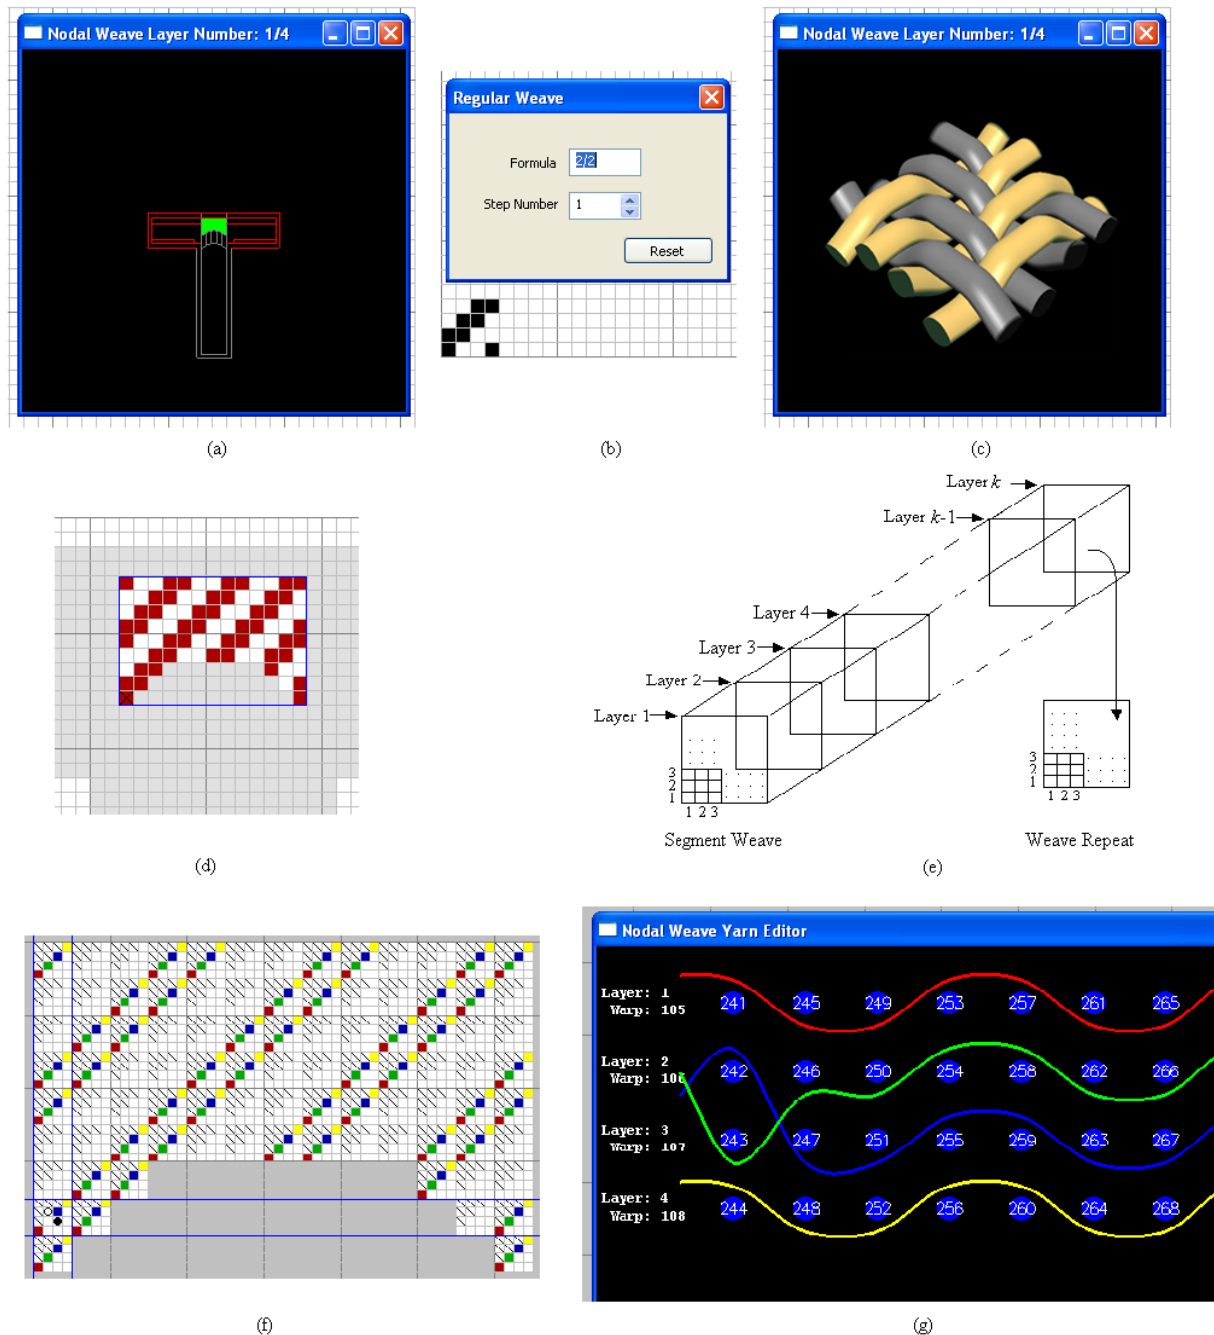 Nodal Weave Layer Number: 1/4
(a)
Regular Weave
Formula 2/2
Step Number 1
Reset
(b)
Nodal Weave Layer Number: 1/4
(c)
(d)
Layer k
Layer k-1
Layer 4
Layer 3
Layer 2
Layer 1
3
2
1
1 2 3
Segment Weave
3
2
1
1 2 3
Weave Repeat
(e)
(f)
Nodal Weave Yarn Editor
Layer: 1
Warp: 105
241 245 249 253 257 261 265
Layer: 2
Warp: 106
242 246 250 254 258 262 266
Layer: 3
Warp: 107
243 247 251 255 259 263 267
Layer: 4
Warp: 108
244 248 252 256 260 264 268
(g)